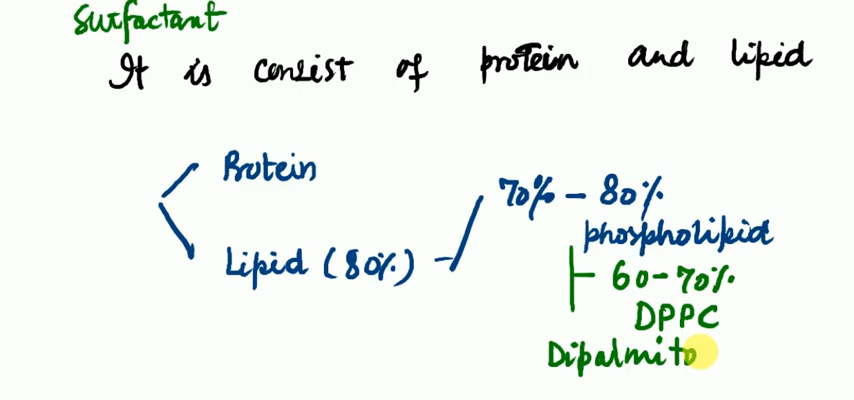 Surfactant
It is consist of protein and lipid
Protein
70% - 80%
phospholipid
Lipid (80%)
60-70%
DPPC
Dipalmito